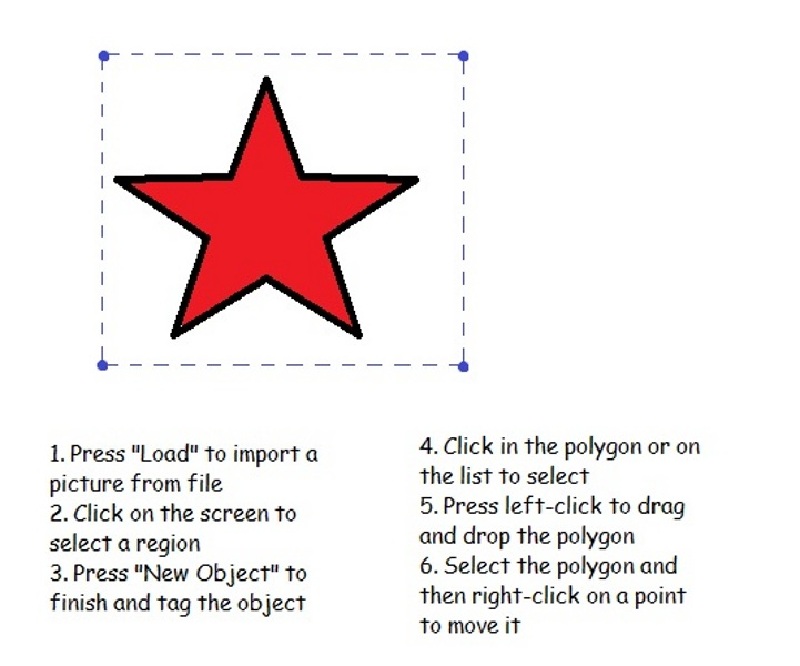 1. Press "Load" to import a
picture from file
2. Click on the screen to
select a region
3. Press "New Object" to
finish and tag the object
4. Click in the polygon or on
the list to select
5. Press left-click to drag
and drop the polygon
6. Select the polygon and
then right-click on a point
to move it